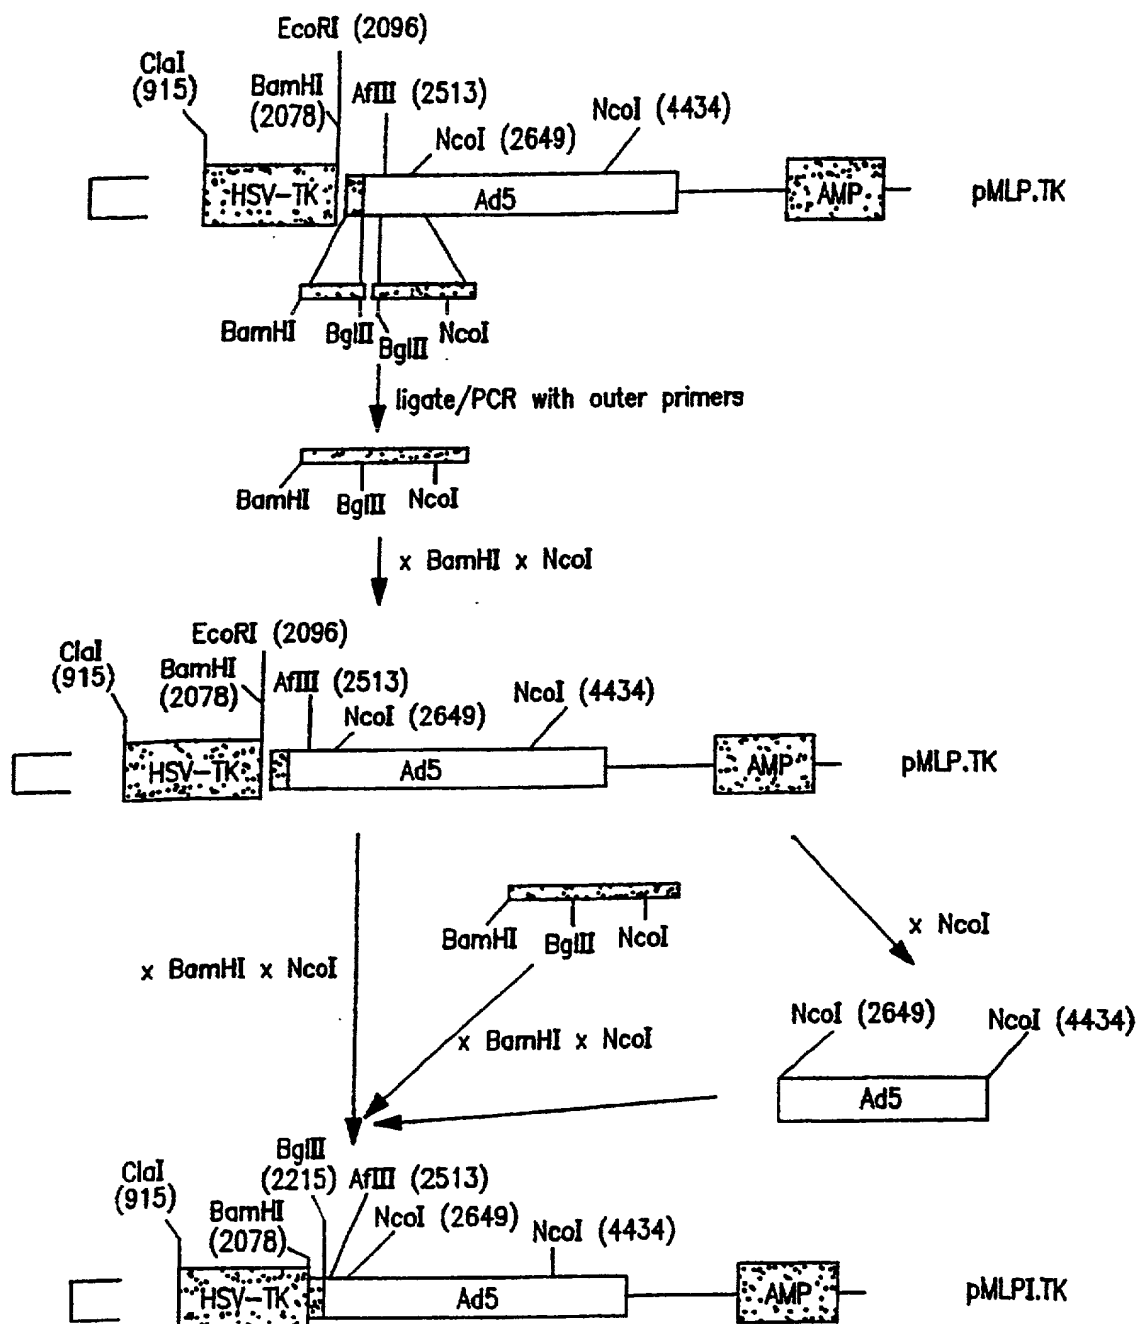 EcoRI (2096)
ClaI
(915)
BamHI
(2078)
AflII (2513)
NcoI (2649)
NcoI (4434)
HSV-TK
Ad5
AMP
pMLP.TK
BamHI
BglII
BglII
NcoI
ligate/PCR with outer primers
BamHI
BglII
NcoI
x BamHI x NcoI
EcoRI (2096)
ClaI
(915)
BamHI
(2078)
AflII (2513)
NcoI (2649)
NcoI (4434)
HSV-TK
Ad5
AMP
pMLP.TK
BamHI
BglII
NcoI
x NcoI
x BamHI x NcoI
x BamHI x NcoI
NcoI (2649)
NcoI (4434)
Ad5
BglII
(2215)
AflII (2513)
ClaI
(915)
BamHI
(2078)
NcoI (2649)
NcoI (4434)
HSV-TK
Ad5
AMP
pMLPI.TK